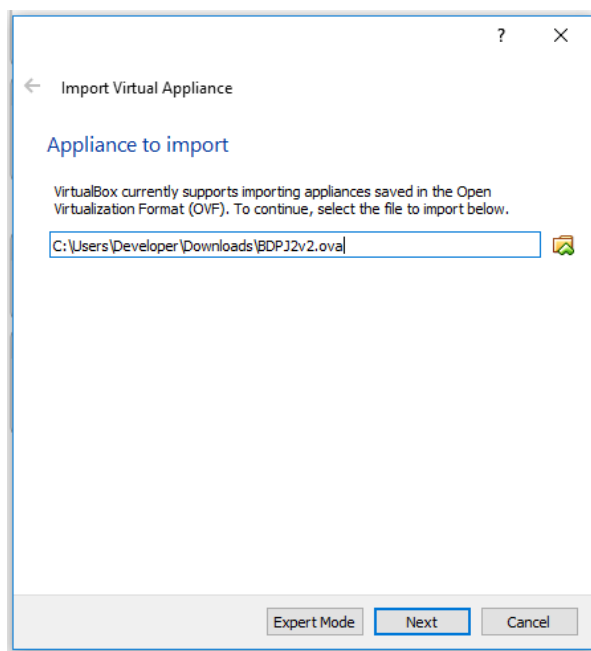 ?
Import Virtual Appliance
Appliance to import
VirtualBox currently supports importing appliances saved in the Open
Virtualization Format (OVF). To continue, select the file to import below.
C:\Users\Developer\Downloads\BDPJ2v2.ova
Expert Mode Next Cancel